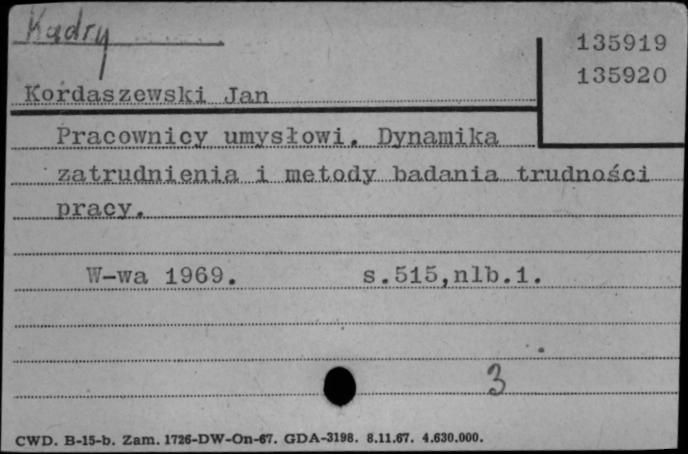 Kadry
135919
135920
Kordaszewski Jan
Pracownicy umysłowi. Dynamika
zatrudnienia i metody badania trudności
pracy.
W-wa 1969. s.515,nlb.1.
3
CWD. B-15-b. Zam. 1726-DW-On-67. GDA-3198. 8.11.67. 4.630.000.